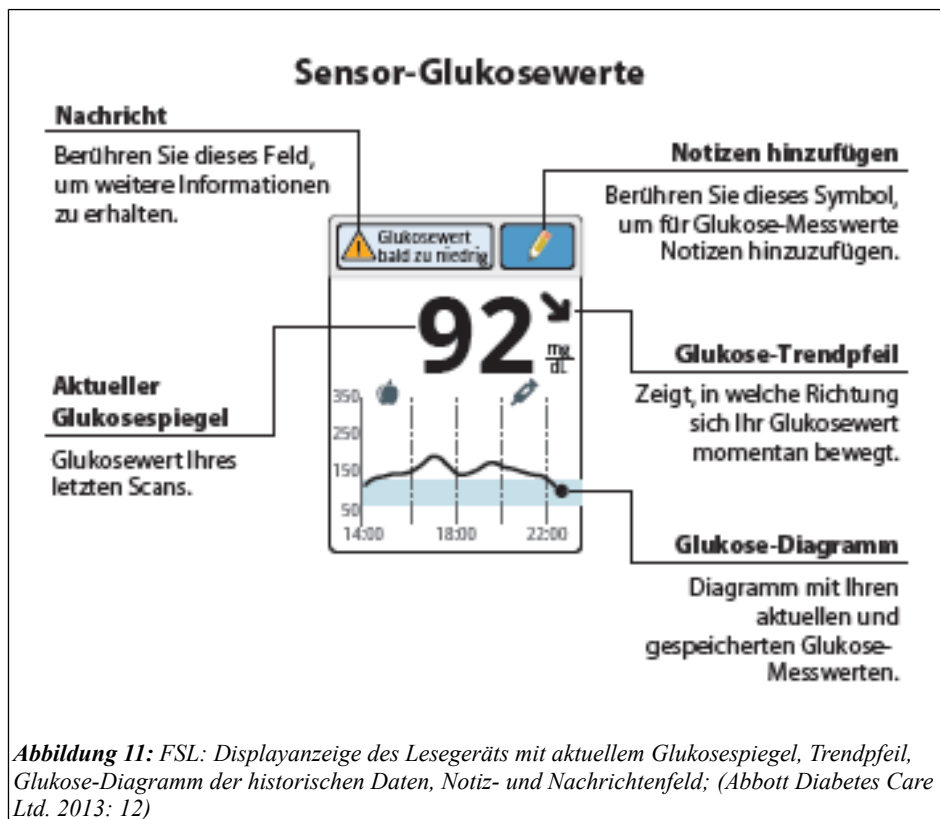 Sensor-Glukosewerte
Nachricht
Berühren Sie dieses Feld,
um weitere Informationen
zu erhalten.
Notizen hinzufügen
Berühren Sie dieses Symbol,
um für Glukose-Messwerte
Notizen hinzuzufügen.
Glukosewert
bald zu niedrig
92
mg
dL
Glukose-Trendpfeil
Zeigt, in welche Richtung
sich Ihr Glukosewert
momentan bewegt.
Aktueller
Glukosespiegel
Glukosewert Ihres
letzten Scans.
350
250
150
50
14:00 18:00 22:00
Glukose-Diagramm
Diagramm mit Ihren
aktuellen und
gespeicherten Glukose-
Messwerten.
Abbildung 11: FSL: Displayanzeige des Lesegeräts mit aktuellem Glukosespiegel, Trendpfeil,
Glukose-Diagramm der historischen Daten, Notiz- und Nachrichtenfeld; (Abbott Diabetes Care
Ltd. 2013: 12)